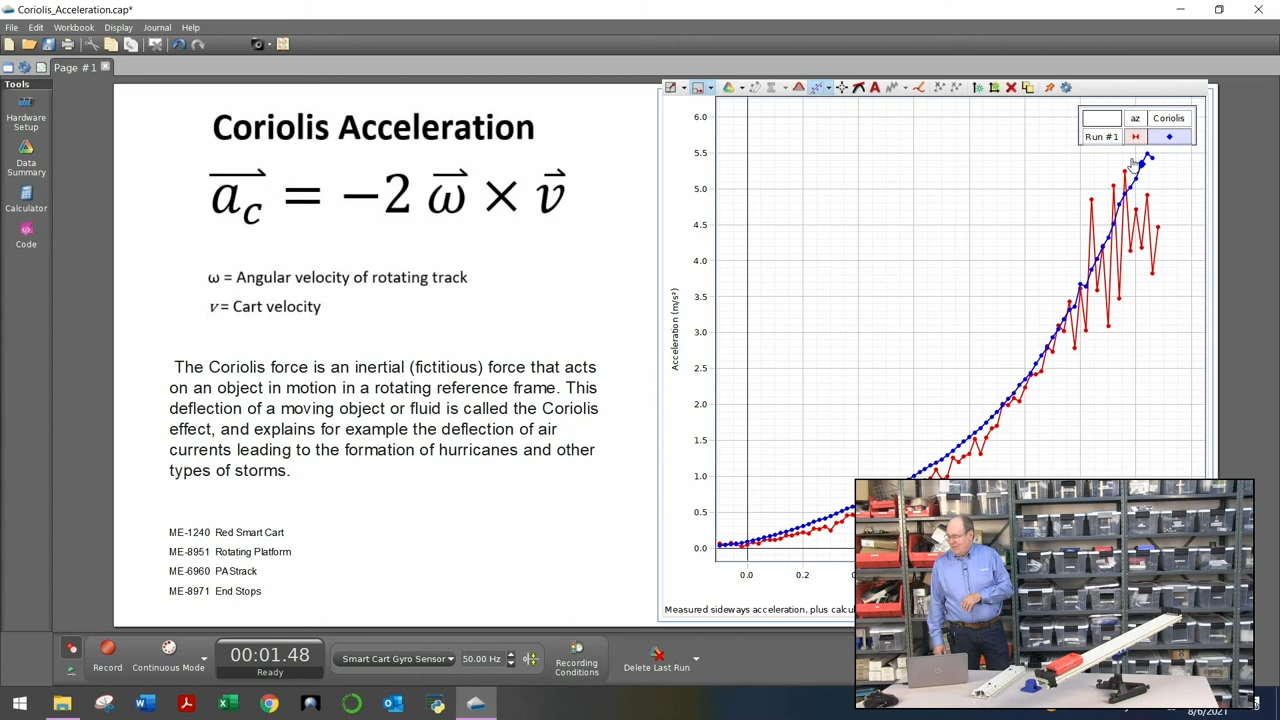 Coriolis_Acceleration.cap*
File Edit Workbook Display Journal Help
Page #1
Tools
Hardware
Setup
Data
Summary
Calculator
Code
Coriolis Acceleration
a_c = −2 ω × v
ω = Angular velocity of rotating track
v = Cart velocity
The Coriolis force is an inertial (fictitious) force that acts
on an object in motion in a rotating reference frame. This
deflection of a moving object or fluid is called the Coriolis
effect, and explains for example the deflection of air
currents leading to the formation of hurricanes and other
types of storms.
ME-1240 Red Smart Cart
ME-8951 Rotating Platform
ME-6960 PAStrack
ME-8971 End Stops
az Coriolis
Run #1
Acceleration (m/s²)
6.0
5.5
5.0
4.5
4.0
3.5
3.0
2.5
2.0
1.5
1.0
0.5
0.0
0.0 0.2
Measured sideways acceleration, plus calcu
Record
Continuous Mode
00:01.48
Ready
Smart Cart Gyro Sensor
50.00 Hz
Recording
Conditions
Delete Last Run
8/6/2021